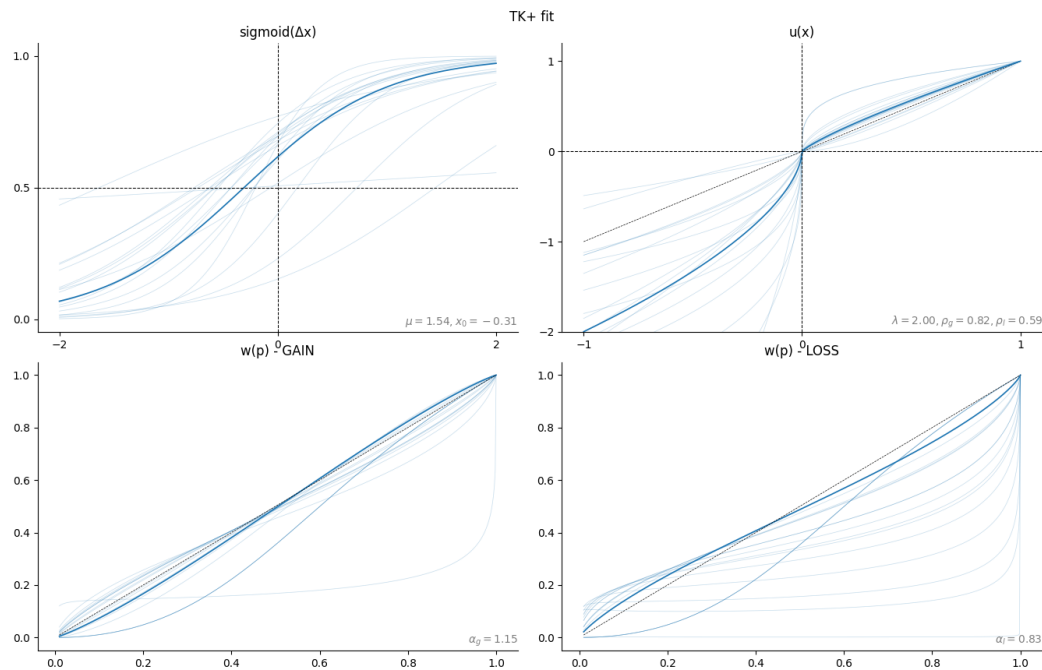 TK+ fit
sigmoid(Δx)
1.0
0.5
0.0
-2
0
2
μ = 1.54, x₀ = −0.31
u(x)
1
0
−1
−2
-1
0
1
λ = 2.00, ρg = 0.82, ρl = 0.59
w(p) - GAIN
1.0
0.8
0.6
0.4
0.2
0.0
0.0 0.2 0.4 0.6 0.8 1.0
αg = 1.15
w(p) - LOSS
1.0
0.8
0.6
0.4
0.2
0.0
0.0 0.2 0.4 0.6 0.8 1.0
αl = 0.83